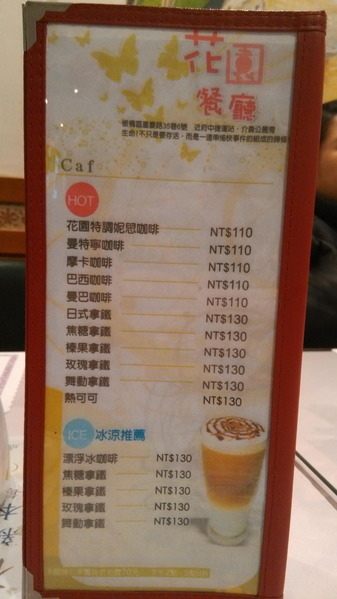 花園
餐廳
Caf
HOT
花園特調妮思咖啡 NT$110
曼特寧咖啡 NT$110
摩卡咖啡 NT$110
巴西咖啡 NT$110
曼巴咖啡 NT$110
日式拿鐵 NT$130
焦糖拿鐵 NT$130
榛果拿鐵 NT$130
玫瑰拿鐵 NT$130
舞動拿鐵 NT$130
熱可可 NT$130
ICE 冰涼推薦
漂浮冰咖啡 NT$130
焦糖拿鐵 NT$130
榛果拿鐵 NT$130
玫瑰拿鐵 NT$130
舞動拿鐵 NT$130